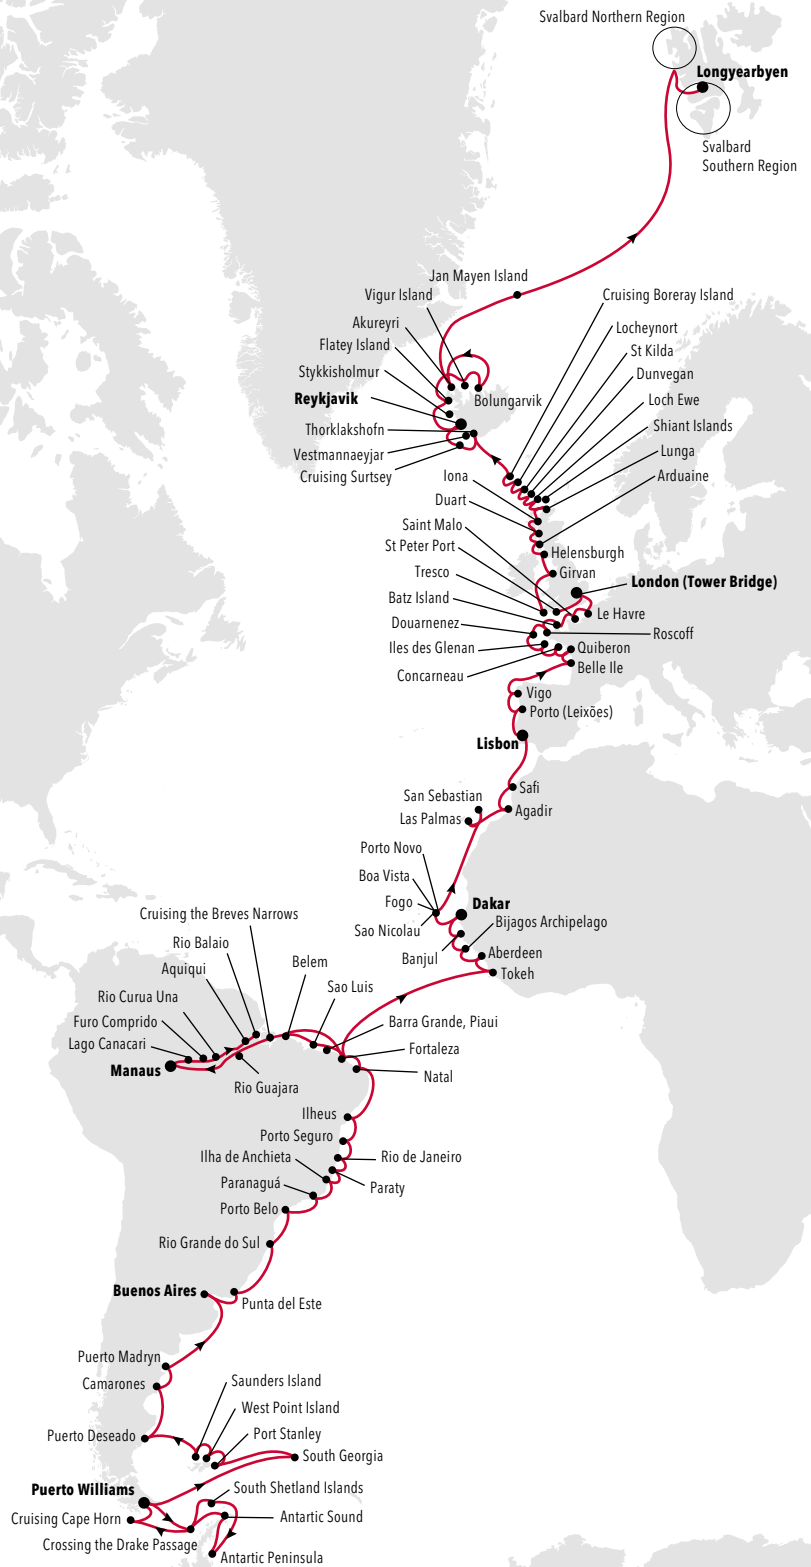 Svalbard Northern Region
Longyearbyen
Svalbard
Southern Region
Jan Mayen Island
Vigur Island
Cruising Boreray Island
Akureyri
Locheynort
Flatey Island
St Kilda
Stykkisholmur
Dunvegan
Reykjavik
Bolungarvik
Loch Ewe
Thorklakshofn
Shiant Islands
Vestmannaeyjar
Lunga
Cruising Surtsey
Iona
Arduaine
Duart
Saint Malo
St Peter Port
Helensburgh
Tresco
Girvan
London (Tower Bridge)
Batz Island
Le Havre
Douarnenez
Roscoff
Iles des Glenan
Quiberon
Concarneau
Belle Ile
Vigo
Porto (Leixões)
Lisbon
Safi
San Sebastian
Agadir
Las Palmas
Porto Novo
Boa Vista
Fogo
Dakar
Sao Nicolau
Bijagos Archipelago
Banjul
Aberdeen
Tokeh
Cruising the Breves Narrows
Rio Balaio
Aquiqui
Belem
Rio Curua Una
Sao Luis
Furo Comprido
Barra Grande, Piaui
Lago Canacari
Fortaleza
Manaus
Rio Guajara
Natal
Ilheus
Porto Seguro
Ilha de Anchieta
Rio de Janeiro
Paranaguá
Paraty
Porto Belo
Rio Grande do Sul
Buenos Aires
Punta del Este
Puerto Madryn
Camarones
Saunders Island
West Point Island
Puerto Deseado
Port Stanley
South Georgia
Puerto Williams
South Shetland Islands
Cruising Cape Horn
Antartic Sound
Crossing the Drake Passage
Antartic Peninsula